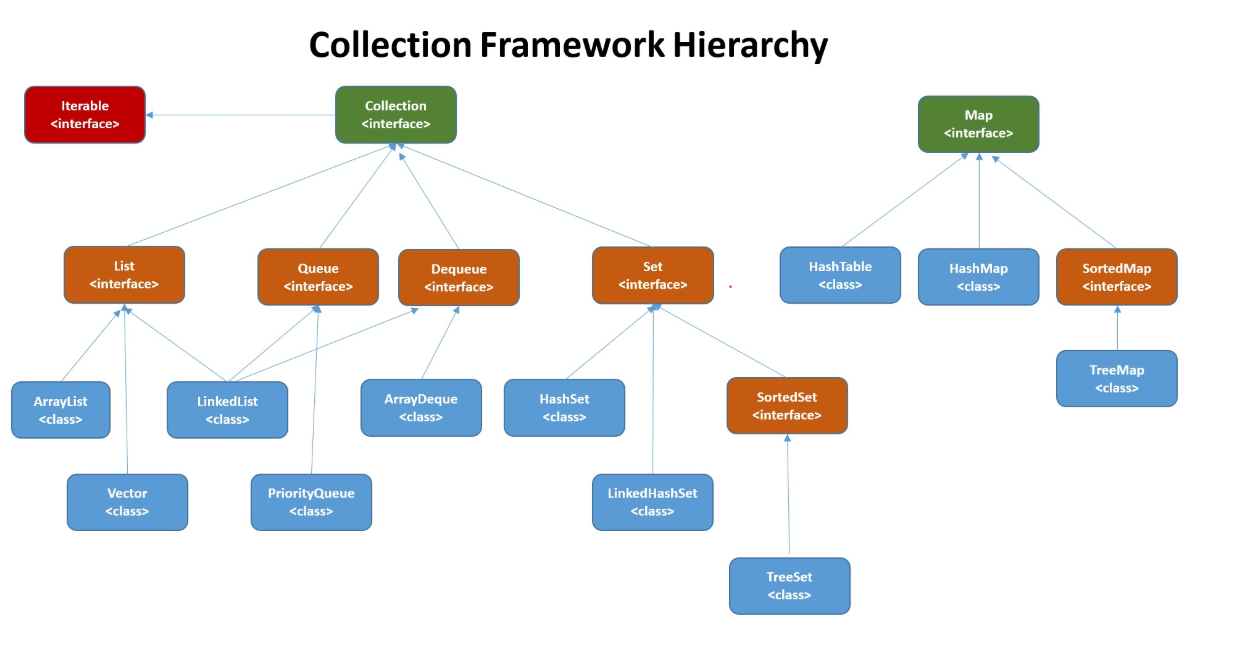 Collection Framework Hierarchy
Iterable
<interface>
Collection
<interface>
Map
<interface>
List
<interface>
Queue
<interface>
Dequeue
<interface>
Set
<interface>
HashTable
<class>
HashMap
<class>
SortedMap
<interface>
ArrayList
<class>
LinkedList
<class>
ArrayDeque
<class>
HashSet
<class>
SortedSet
<interface>
TreeMap
<class>
Vector
<class>
PriorityQueue
<class>
LinkedHashSet
<class>
TreeSet
<class>